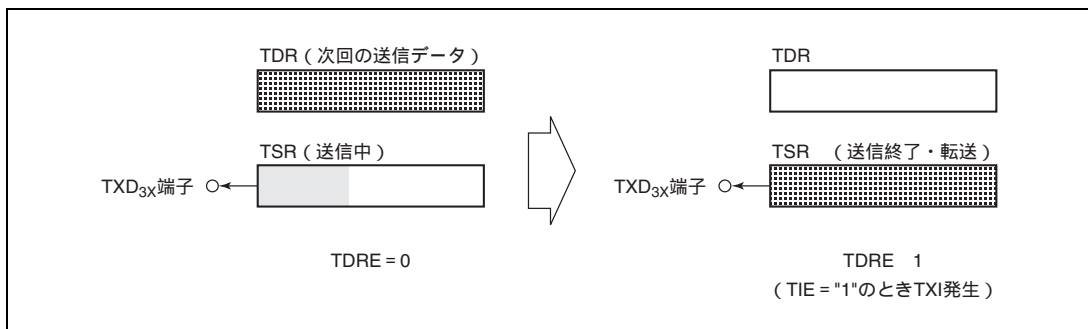 TDR（次回の送信データ）
TSR（送信中）
TXD3X端子
TDRE = 0
TDR
TSR （送信終了・転送）
TXD3X端子
TDRE 1
（TIE = "1"のときTXI発生）